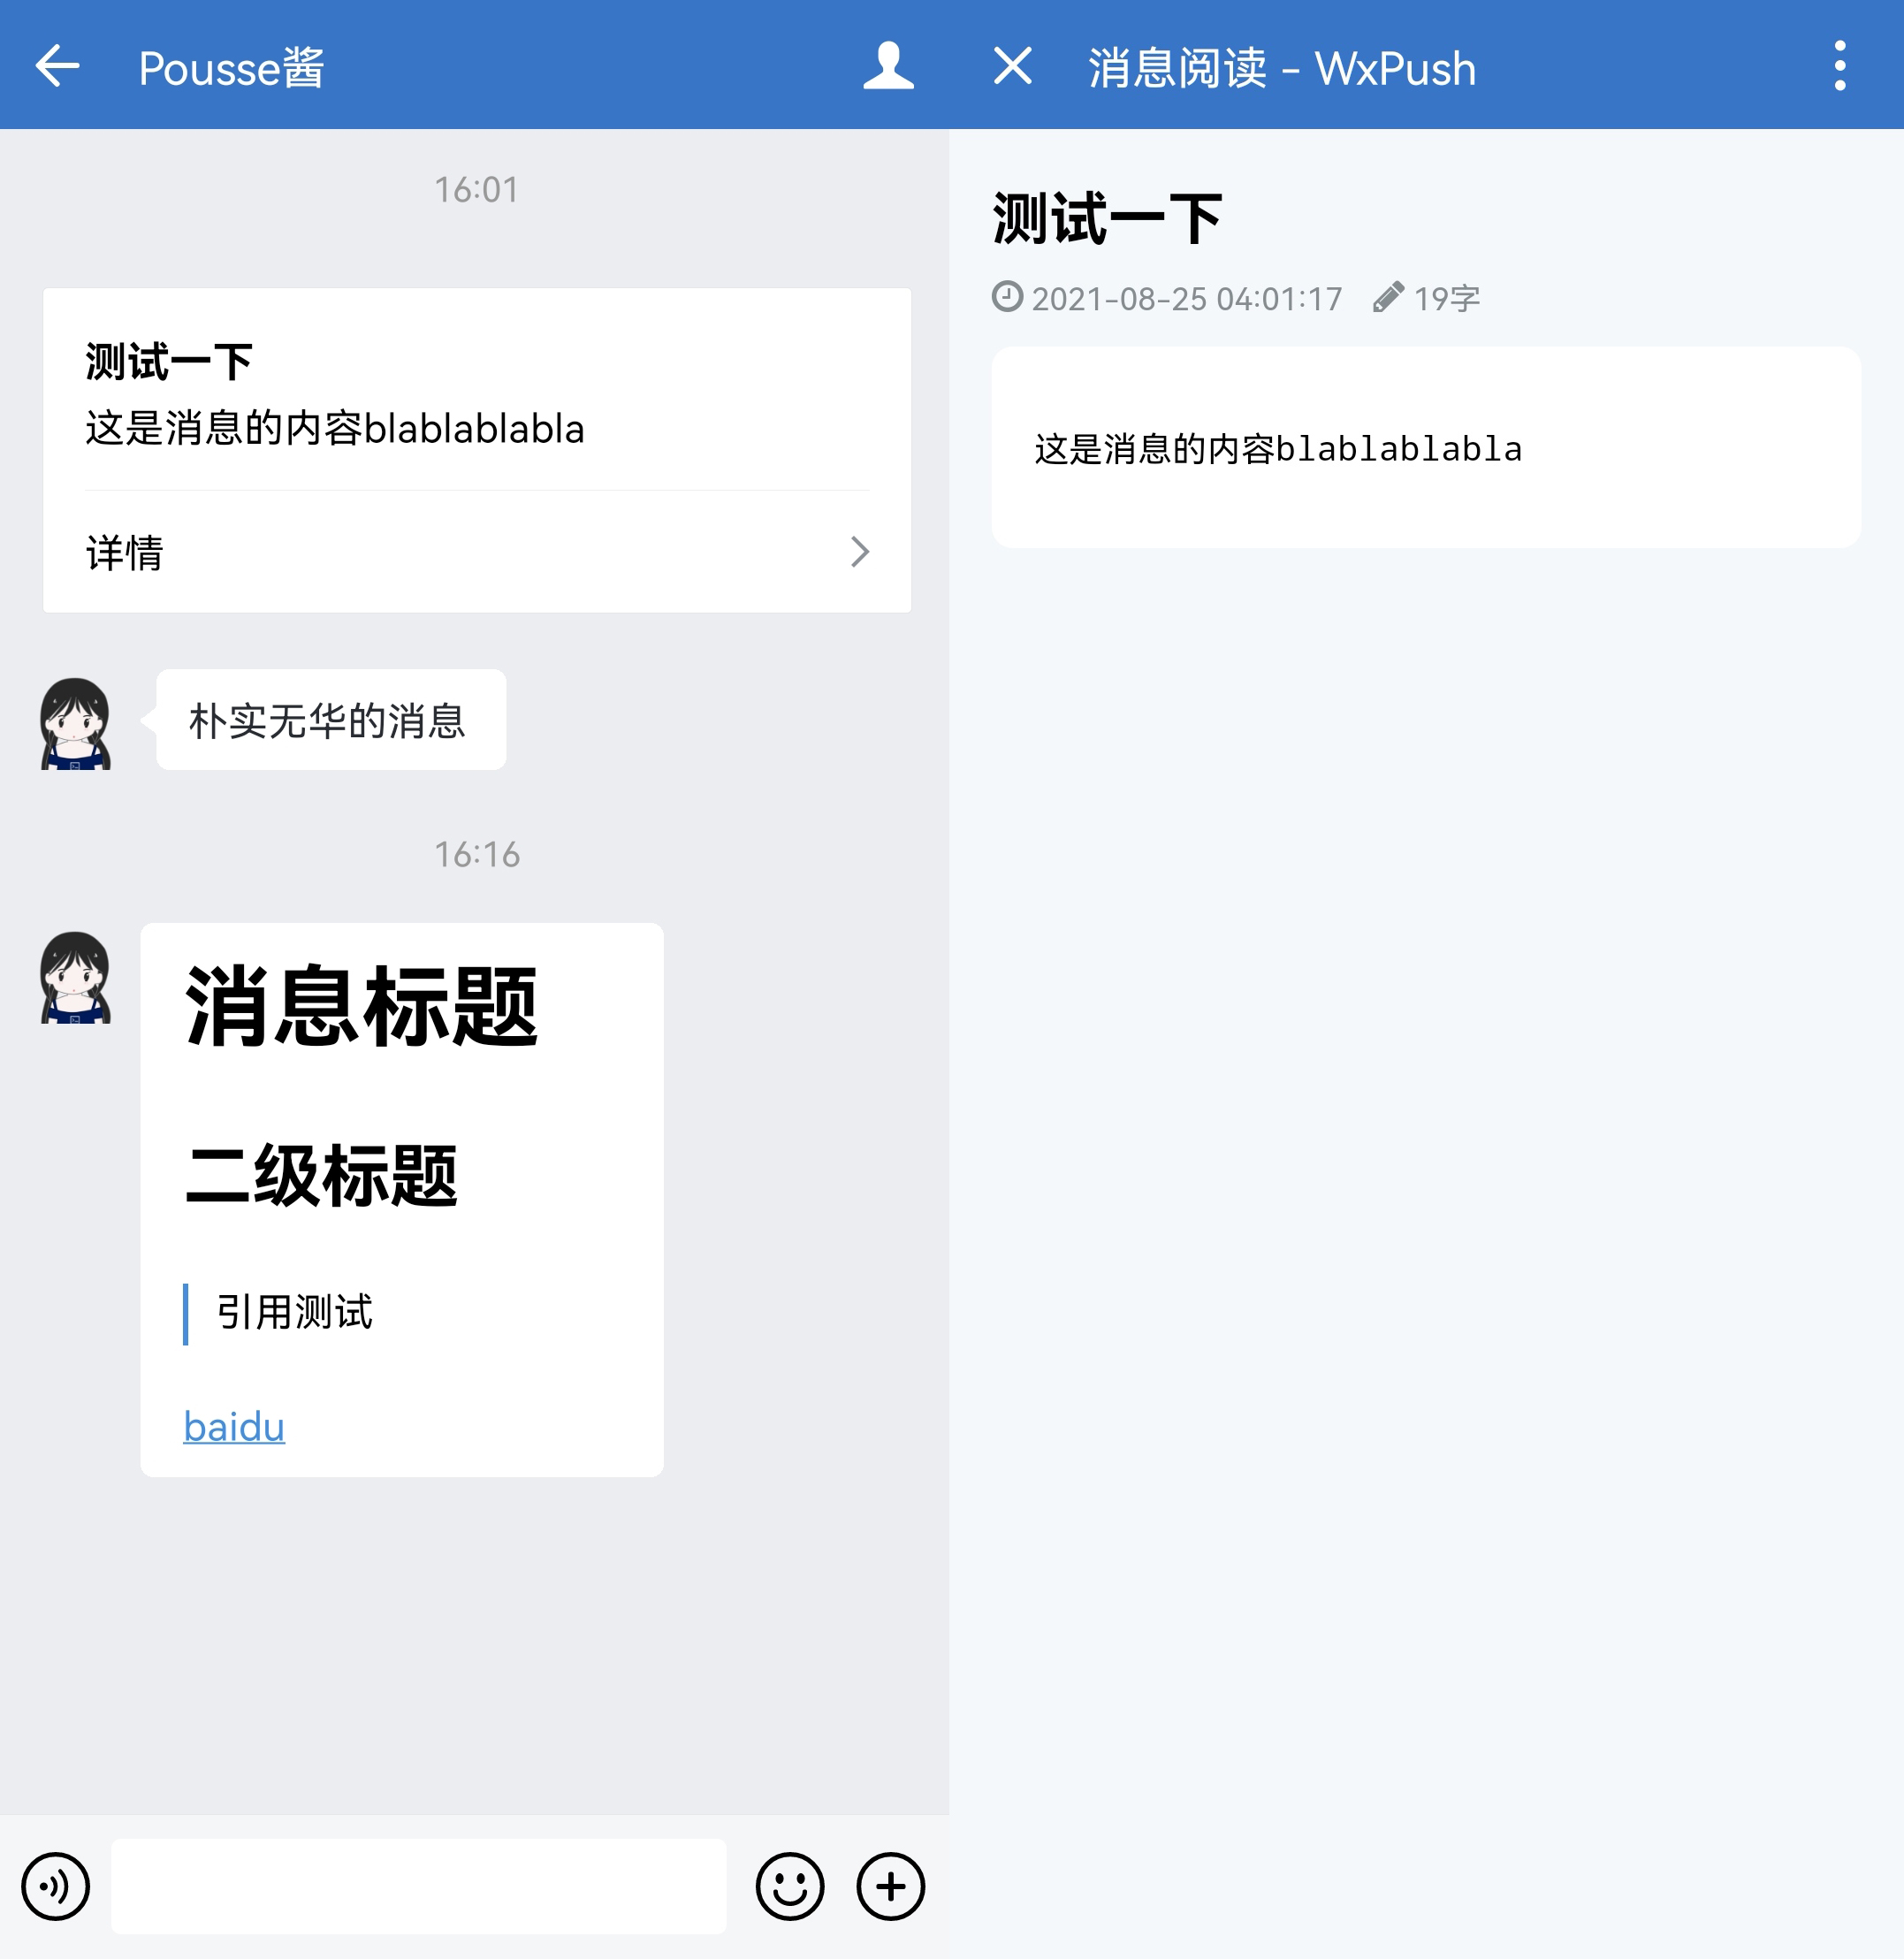 Pousse酱
16:01
测试一下
这是消息的内容blablablabla
详情
朴实无华的消息
16:16
消息标题
二级标题
引用测试
baidu
消息阅读 - WxPush
测试一下
2021-08-25 04:01:17 19字
这是消息的内容blablablabla